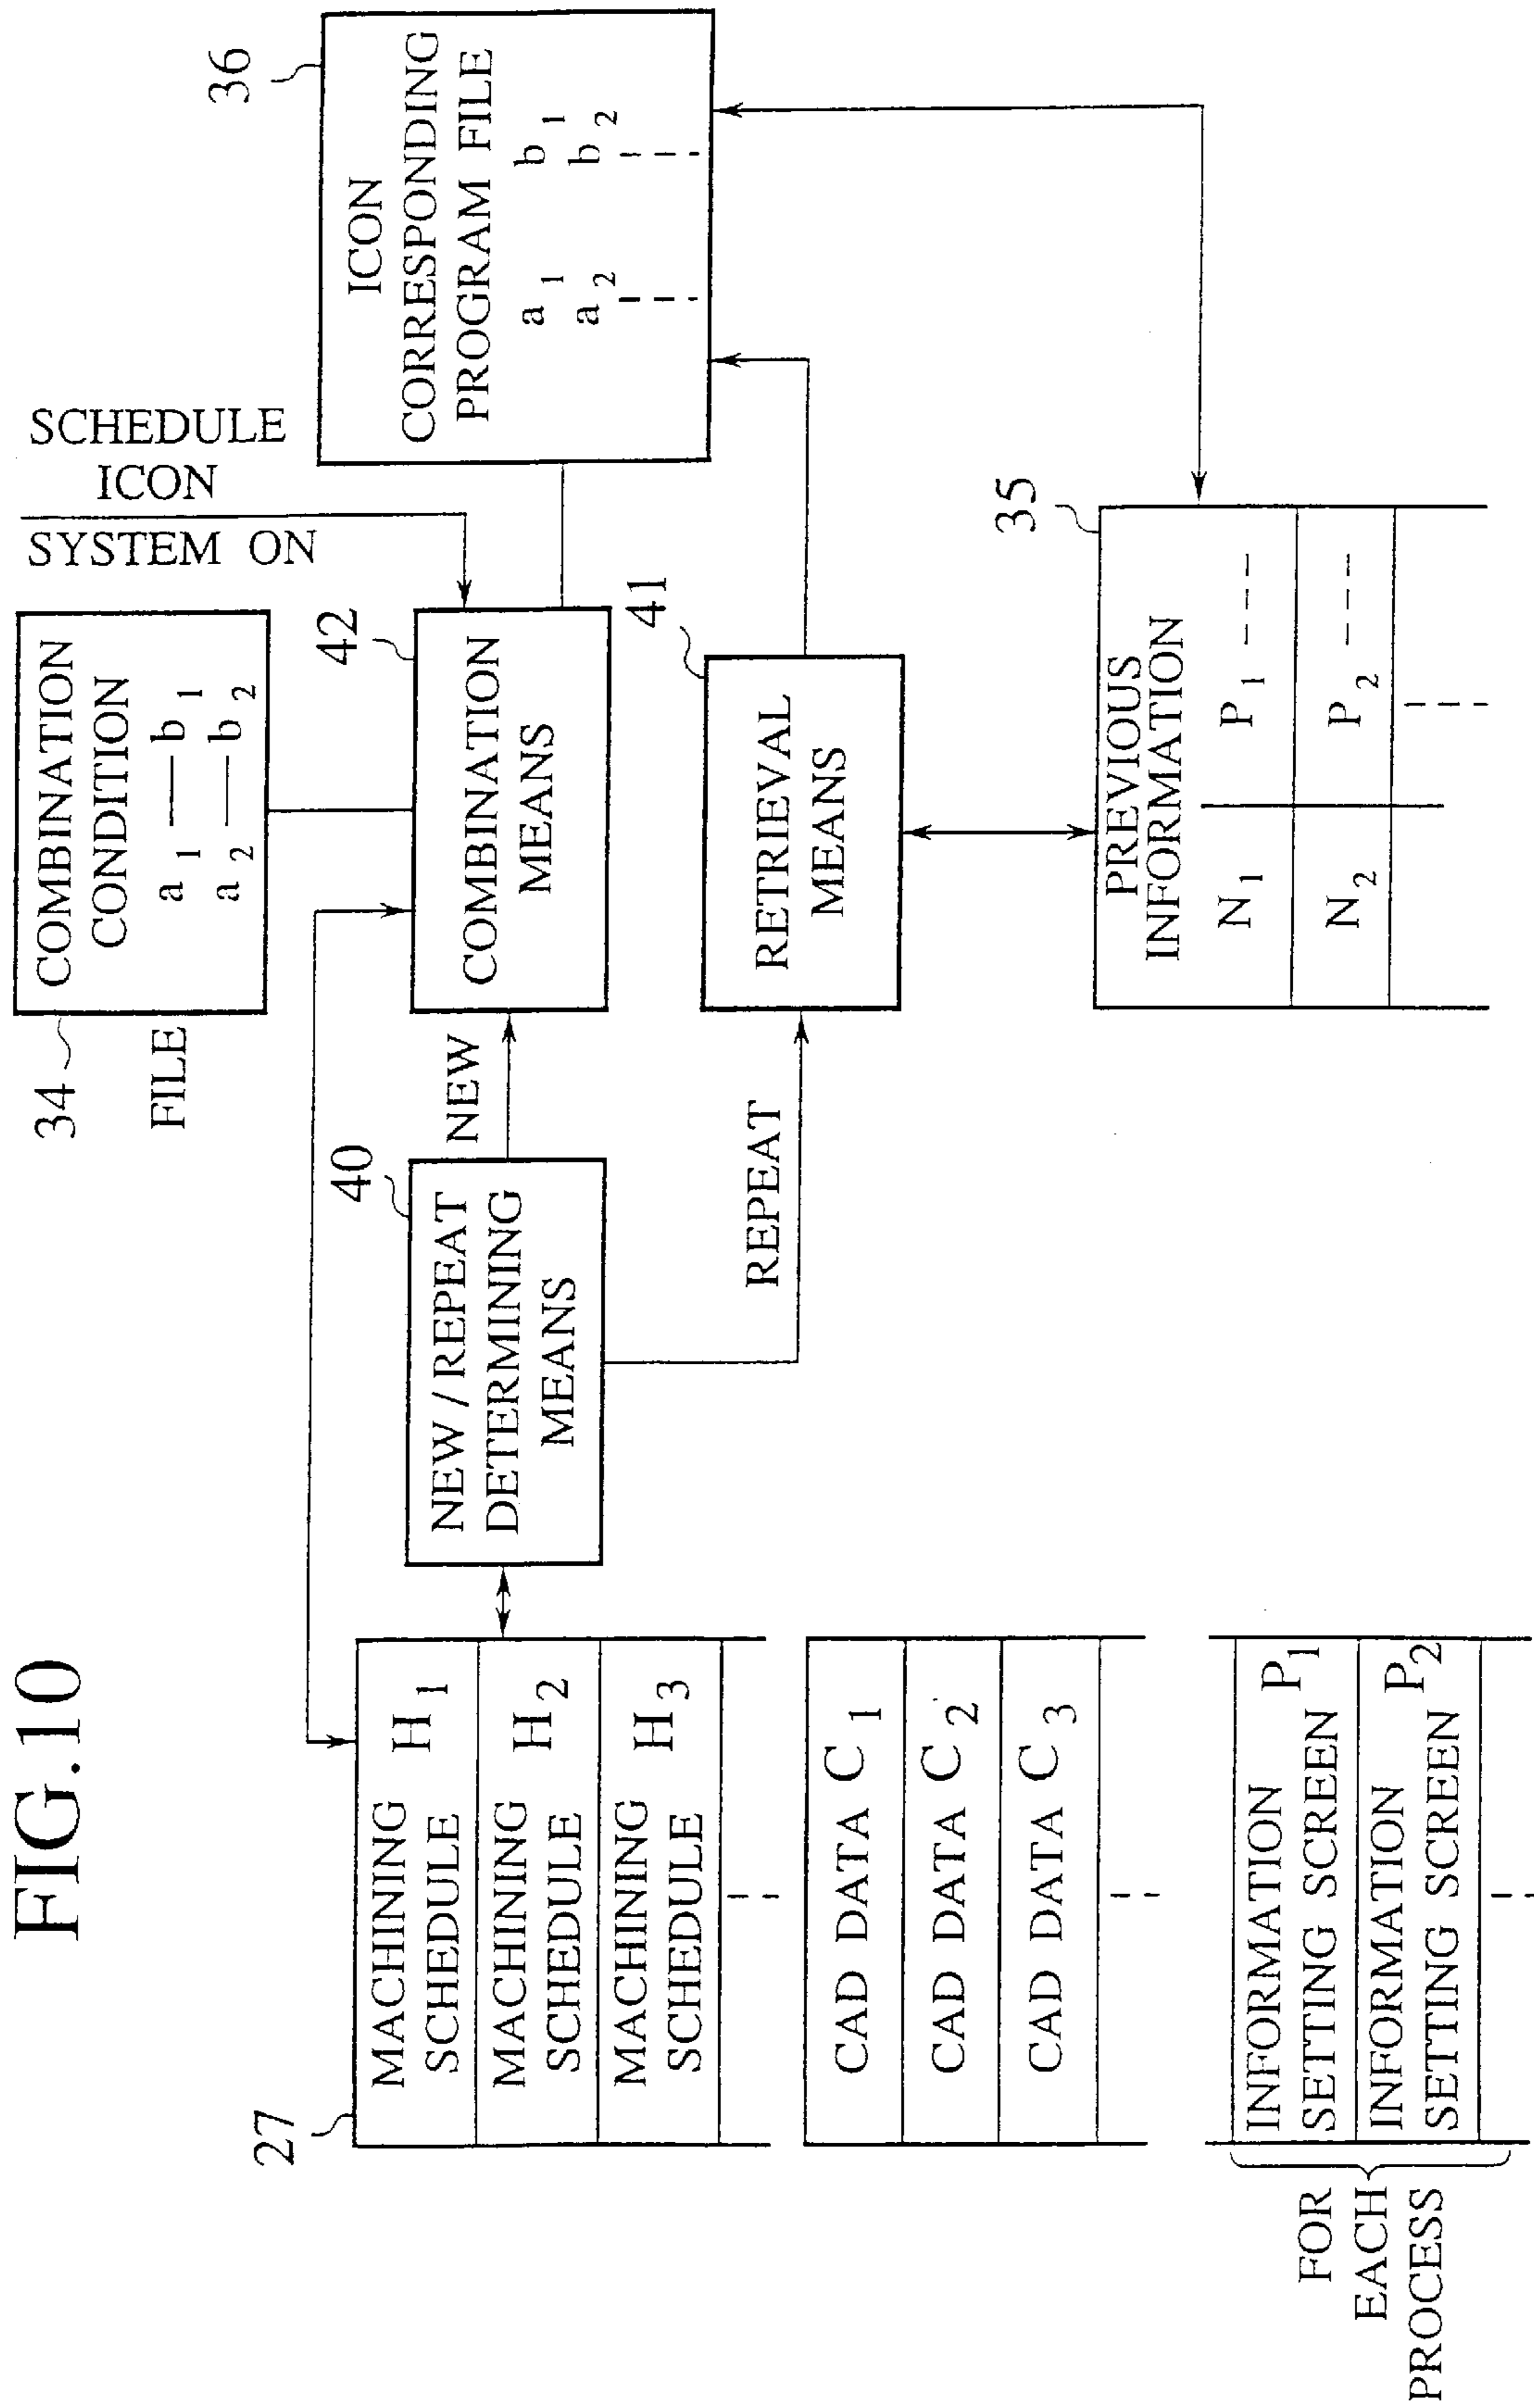 FIG.10
27
MACHINING
SCHEDULE H1
MACHINING
SCHEDULE H2
MACHINING
SCHEDULE H3
CAD DATA C1
CAD DATA C2
CAD DATA C3
INFORMATION
SETTING SCREEN P1
INFORMATION
SETTING SCREEN P2
FOR
EACH
PROCESS
40
NEW / REPEAT
DETERMINING
MEANS
NEW
REPEAT
34
FILE
COMBINATION
CONDITION
a1 — b1
a2 — b2
42
COMBINATION
MEANS
SCHEDULE
ICON
SYSTEM ON
41
RETRIEVAL
MEANS
35
PREVIOUS
INFORMATION
N1 P1 ----
N2 P2 ----
36
ICON
CORRESPONDING
PROGRAM FILE
a1 b1
a2 b2